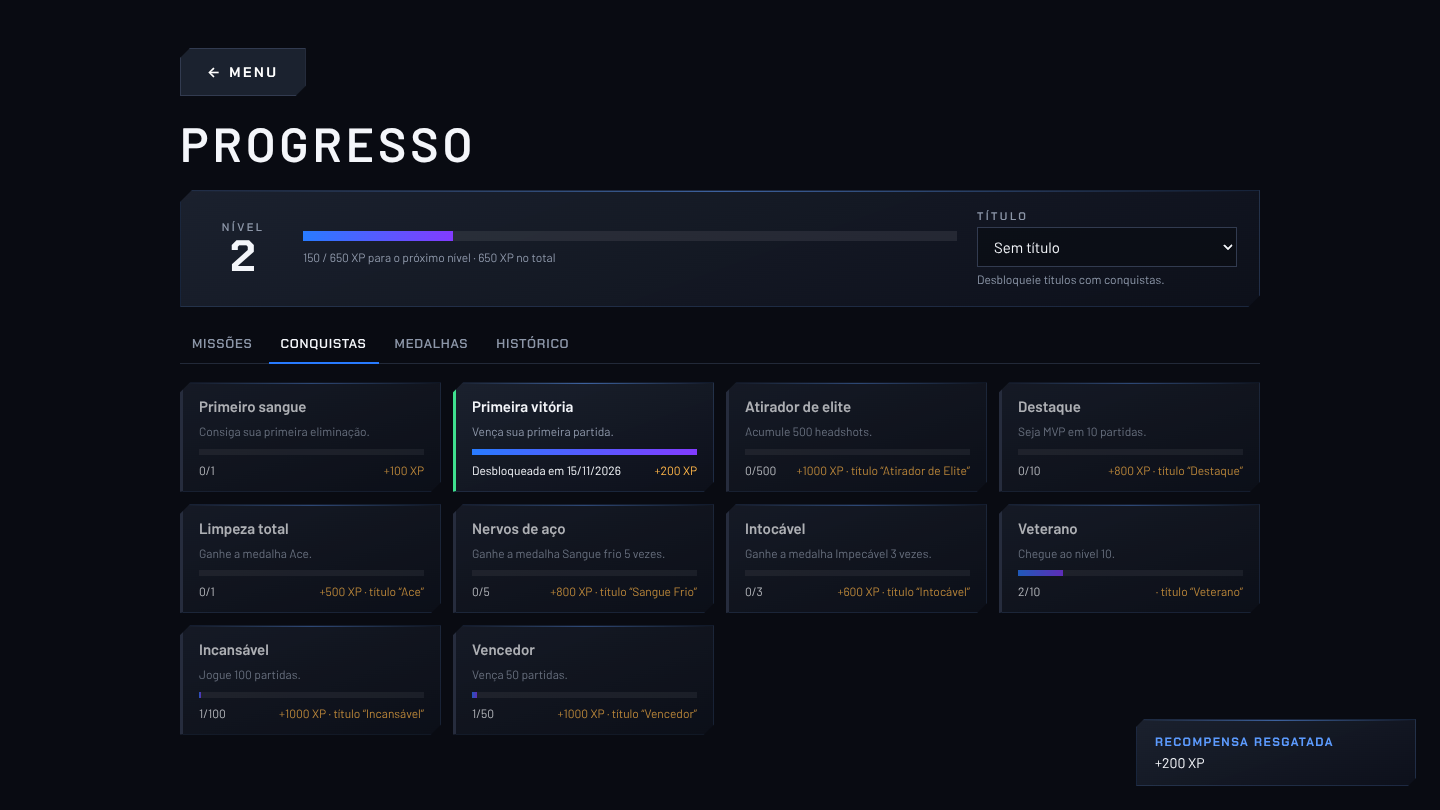 ← MENU
PROGRESSO
NÍVEL
2
150 / 650 XP para o próximo nível · 650 XP no total
TÍTULO
Sem título
Desbloqueie títulos com conquistas.
MISSÕES CONQUISTAS MEDALHAS HISTÓRICO
Primeiro sangue
Consiga sua primeira eliminação.
0/1 +100 XP
Primeira vitória
Vença sua primeira partida.
Desbloqueada em 15/11/2026 +200 XP
Atirador de elite
Acumule 500 headshots.
0/500 +1000 XP · título “Atirador de Elite”
Destaque
Seja MVP em 10 partidas.
0/10 +800 XP · título “Destaque”
Limpeza total
Ganhe a medalha Ace.
0/1 +500 XP · título “Ace”
Nervos de aço
Ganhe a medalha Sangue frio 5 vezes.
0/5 +800 XP · título “Sangue Frio”
Intocável
Ganhe a medalha Impecável 3 vezes.
0/3 +600 XP · título “Intocável”
Veterano
Chegue ao nível 10.
2/10 · título “Veterano”
Incansável
Jogue 100 partidas.
1/100 +1000 XP · título “Incansável”
Vencedor
Vença 50 partidas.
1/50 +1000 XP · título “Vencedor”
RECOMPENSA RESGATADA
+200 XP